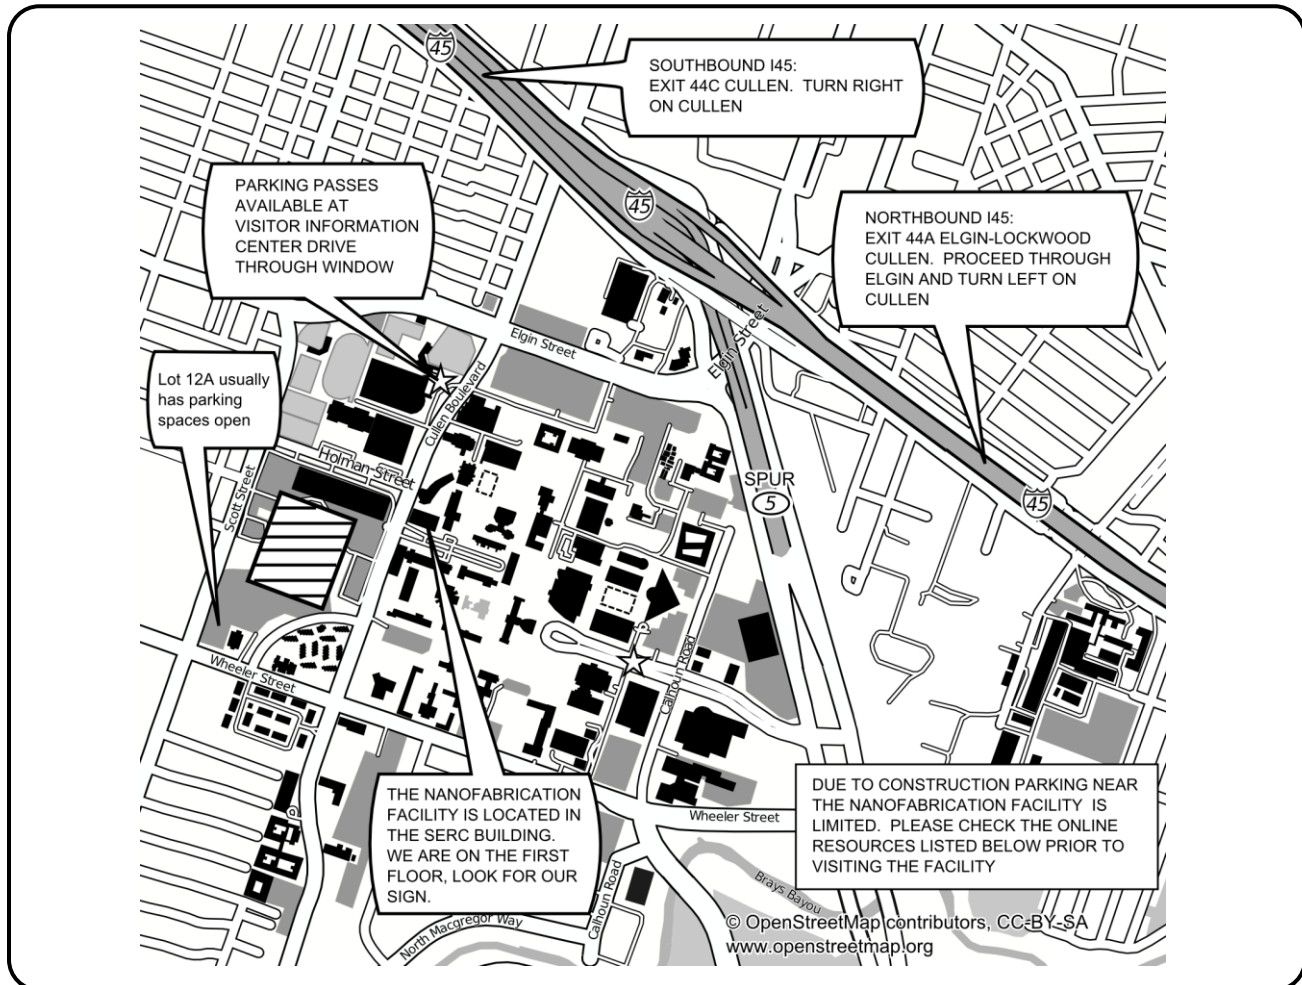 45
SOUTHBOUND I45:
EXIT 44C CULLEN.  TURN RIGHT
ON CULLEN
PARKING PASSES
AVAILABLE AT
VISITOR INFORMATION
CENTER DRIVE
THROUGH WINDOW
45
NORTHBOUND I45:
EXIT 44A ELGIN-LOCKWOOD
CULLEN.  PROCEED THROUGH
ELGIN AND TURN LEFT ON
CULLEN
Elgin Street
Elgin Street
Lot 12A usually
has parking
spaces open
Cullen Boulevard
Holman Street
Scott Street
SPUR
5
45
Wheeler Street
Calhoun Road
THE NANOFABRICATION
FACILITY IS LOCATED IN
THE SERC BUILDING.
WE ARE ON THE FIRST
FLOOR, LOOK FOR OUR
SIGN.
DUE TO CONSTRUCTION PARKING NEAR
THE NANOFABRICATION FACILITY  IS
LIMITED.  PLEASE CHECK THE ONLINE
RESOURCES LISTED BELOW PRIOR TO
VISITING THE FACILITY
Wheeler Street
Calhoun Road
Brays Bayou
North Macgregor Way
© OpenStreetMap contributors, CC-BY-SA
www.openstreetmap.org